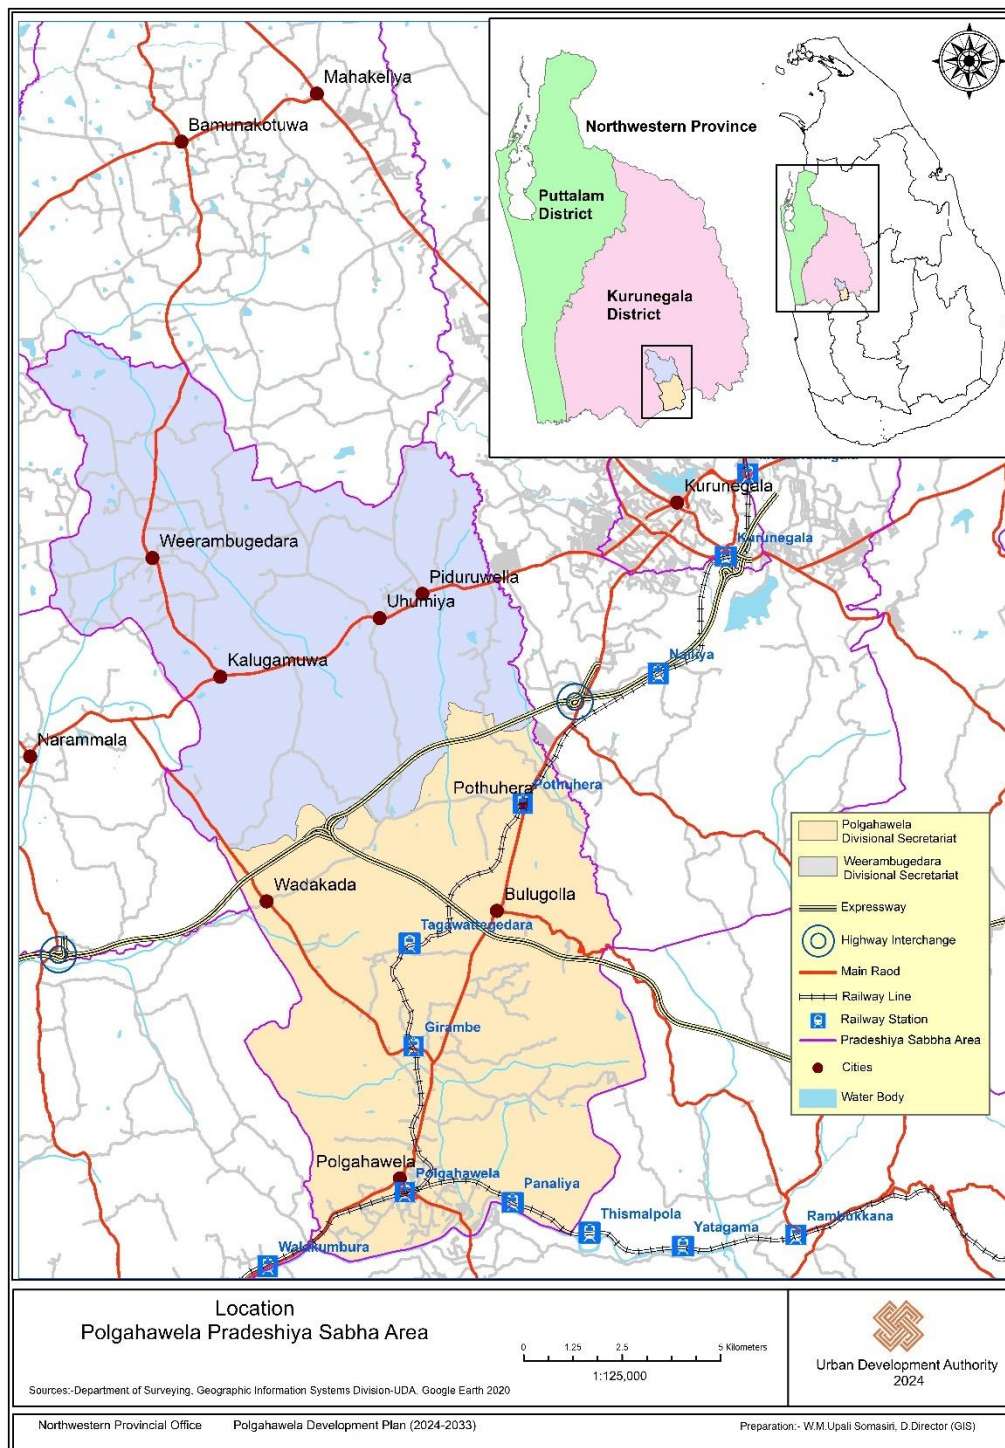 Mahakeliya
Bamunakotuwa
Northwestern Province
Puttalam
District
Kurunegala
District
Kurunegala
Kurunegala
Weerambugedara
Piduruwella
Uhumiya
Kalugamuwa
Nailiya
Narammala
Pothuhera
Pothuhera
Wadakada
Bulugolla
Tagawattegedara
Girambe
Polgahawela
Polgahawela
Panaliya
Thismalpola
Yatagama
Rambukkana
Walakumbura
Polgahawela
Divisional Secretariat
Weerambugedara
Divisional Secretariat
Expressway
Highway Interchange
Main Raod
Railway Line
Railway Station
Pradeshiya Sabbha Area
Cities
Water Body
Location
Polgahawela Pradeshiya Sabha Area
0 1.25 2.5 5 Kilometers
1:125,000
Sources:-Department of Surveying, Geographic Information Systems Division-UDA, Google Earth 2020
Urban Development Authority
2024
Northwestern Provincial Office Polgahawela Development Plan (2024-2033) Preparation:- W.M.Upali Somasiri, D.Director (GIS)